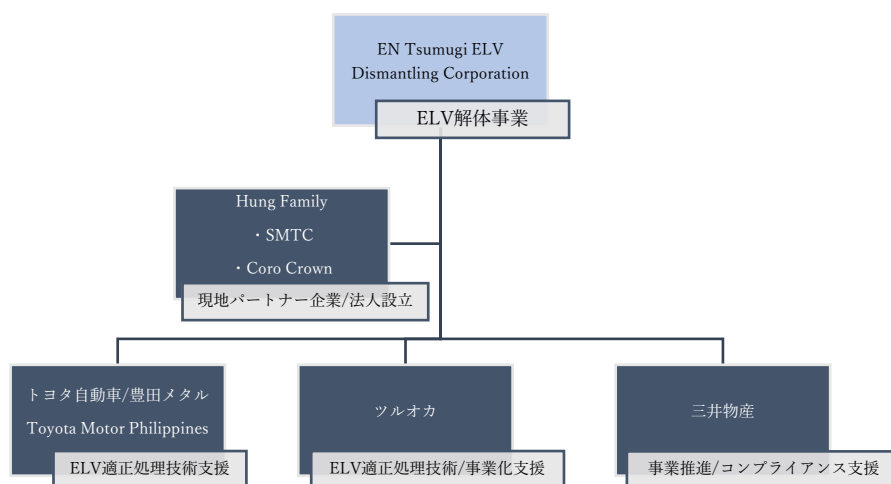 EN Tsumugi ELV
Dismantling Corporation
ELV解体事業
Hung Family
・SMTC
・Coro Crown
現地パートナー企業/法人設立
トヨタ自動車/豊田メタル
Toyota Motor Philippines
ELV適正処理技術支援
ツルオカ
ELV適正処理技術/事業化支援
三井物産
事業推進/コンプライアンス支援